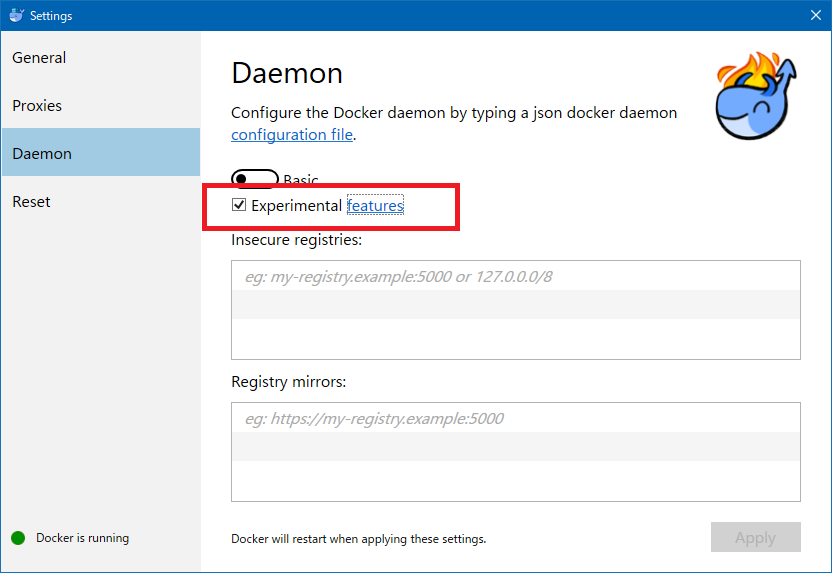 Settings
General
Proxies
Daemon
Reset
Docker is running
Daemon
Configure the Docker daemon by typing a json docker daemon
configuration file.
Basic
Experimental features
Insecure registries:
eg: my-registry.example:5000 or 127.0.0.0/8
Registry mirrors:
eg: https://my-registry.example:5000
Docker will restart when applying these settings.
Apply